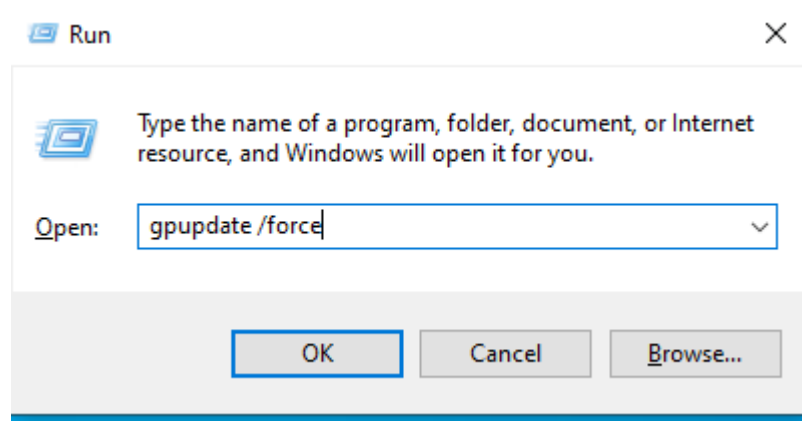 Run
Type the name of a program, folder, document, or Internet
resource, and Windows will open it for you.
Open: gpupdate /force
OK Cancel Browse...